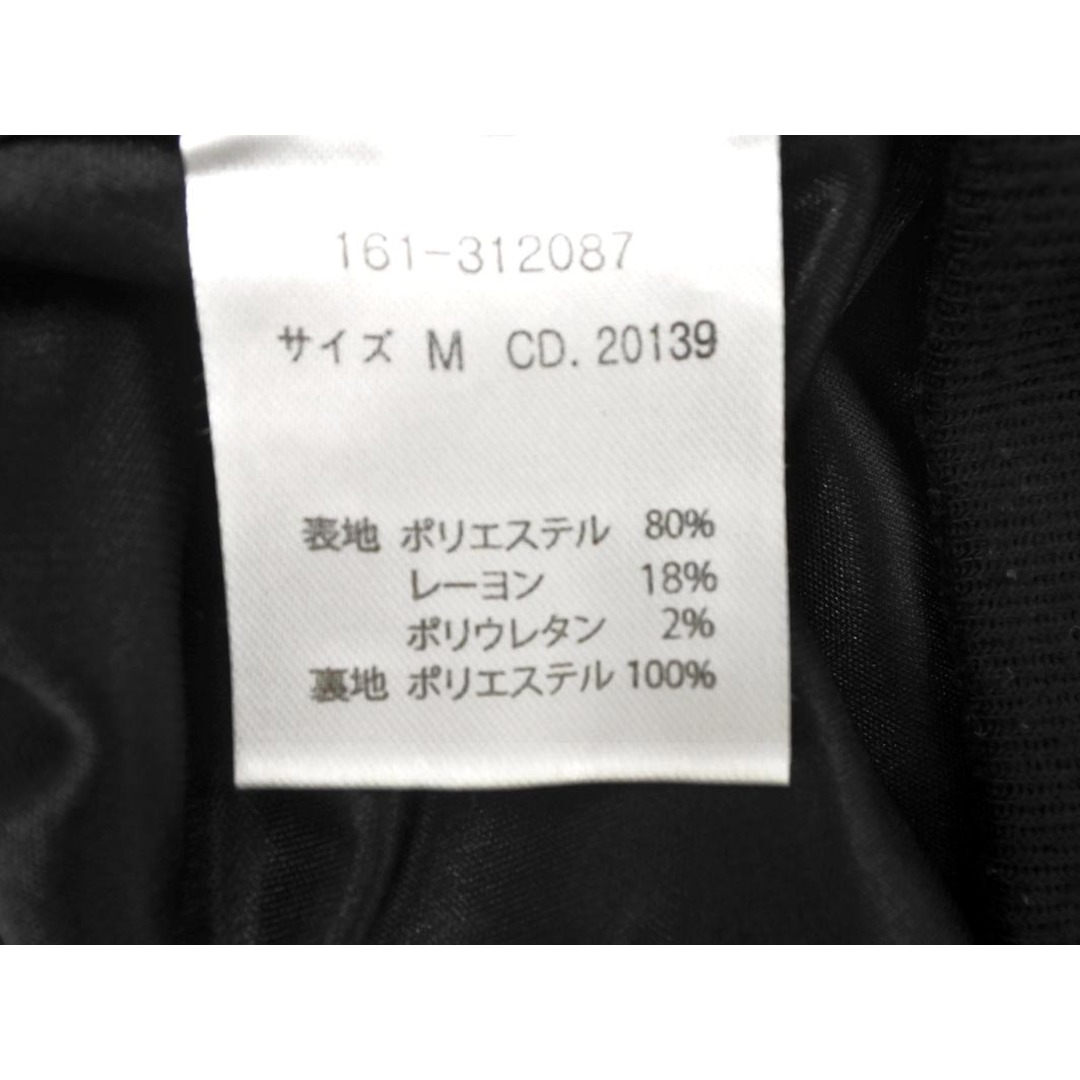 161-312087
サイズ M CD. 20139
表地 ポリエステル 80%
レーヨン 18%
ポリウレタン 2%
裏地 ポリエステル 100%